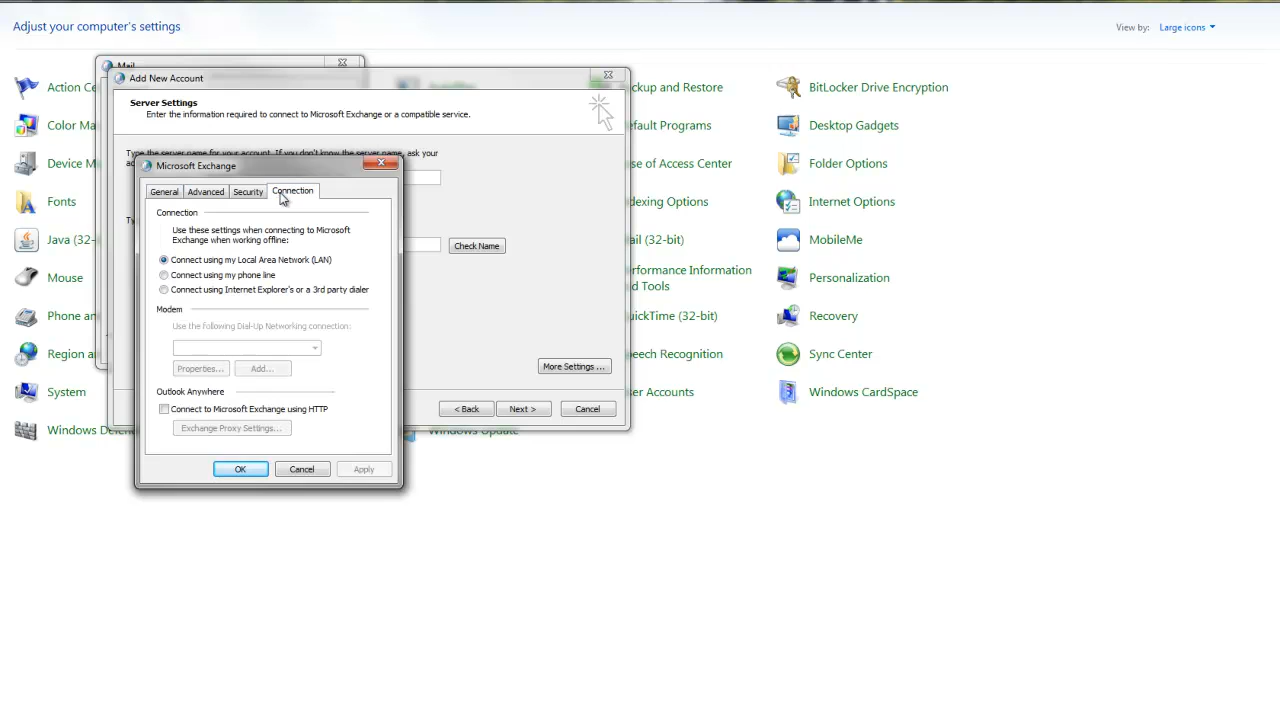 Adjust your computer's settings
View by: Large icons
Mail
Add New Account
Server Settings
Enter the information required to connect to Microsoft Exchange or a compatible service.
Type the server name for your account. If you don't know the server name, ask your
Microsoft Exchange
General Advanced Security Connection
Connection
Use these settings when connecting to Microsoft
Exchange when working offline:
Connect using my Local Area Network (LAN)
Connect using my phone line
Connect using Internet Explorer's or a 3rd party dialer
Modem
Use the following Dial-Up Networking connection:
Properties... Add...
Outlook Anywhere
Connect to Microsoft Exchange using HTTP
Exchange Proxy Settings...
OK Cancel Apply
Check Name
More Settings ...
< Back Next > Cancel
Action Ce
Color Ma
Device M
Fonts
Java (32-
Mouse
Phone an
Region a
System
Windows Defen
Windows Update
ckup and Restore
efault Programs
se of Access Center
dexing Options
ail (32-bit)
erformance Information
d Tools
uickTime (32-bit)
eech Recognition
er Accounts
BitLocker Drive Encryption
Desktop Gadgets
Folder Options
Internet Options
MobileMe
Personalization
Recovery
Sync Center
Windows CardSpace